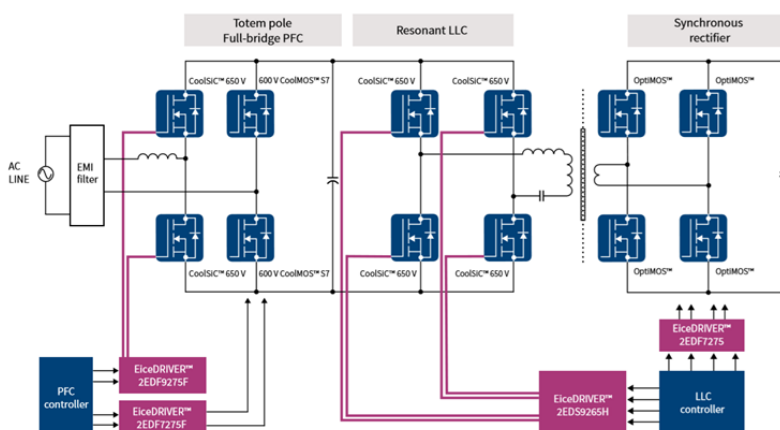 Totem pole
Full-bridge PFC
Resonant LLC
Synchronous
rectifier
CoolSiC™ 650 V
600 V CoolMOS™ S7
CoolSiC™ 650 V
CoolSiC™ 650 V
OptiMOS™
OptiMOS™
AC
LINE
EMI
filter
CoolSiC™ 650 V
600 V CoolMOS™ S7
CoolSiC™ 650 V
CoolSiC™ 650 V
OptiMOS™
OptiMOS™
EiceDRIVER™
2EDF7275
PFC
controller
EiceDRIVER™
2EDF9275F
EiceDRIVER™
2EDF7275F
EiceDRIVER™
2EDS9265H
LLC
controller